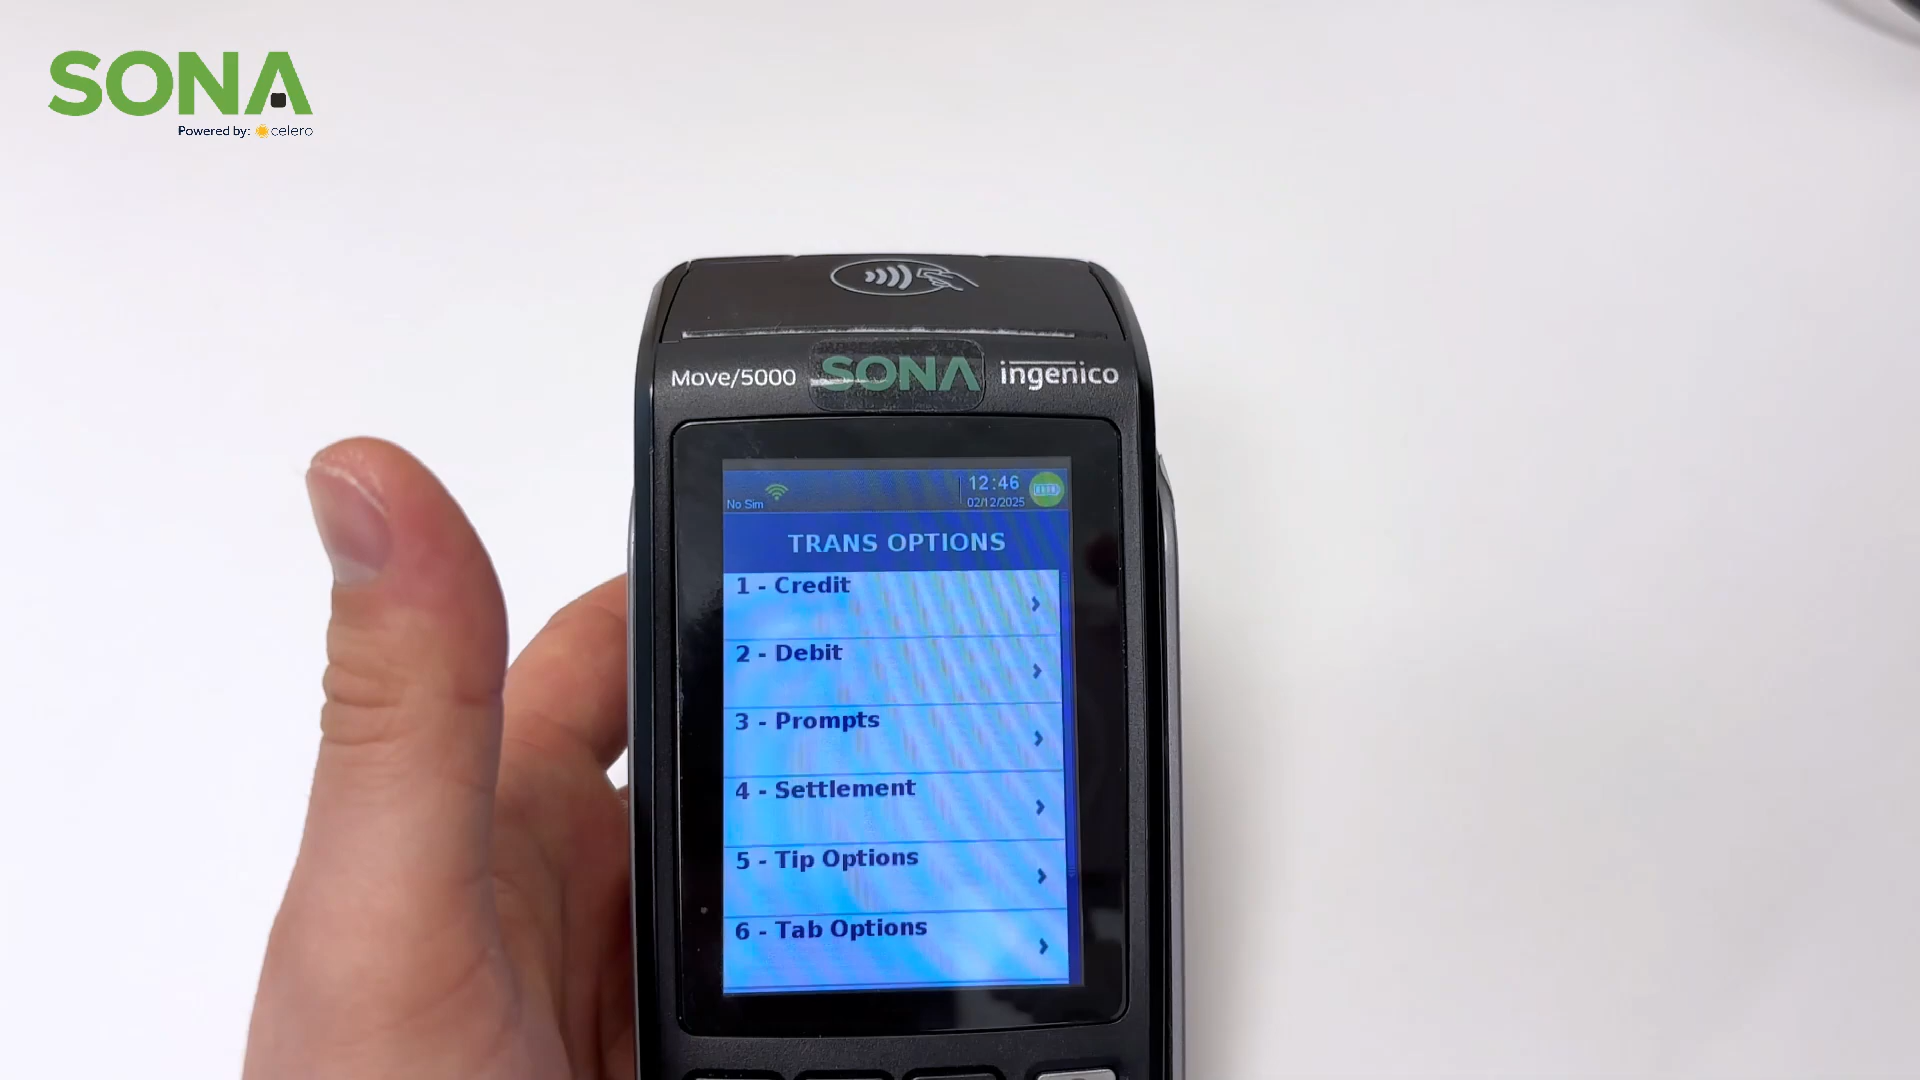 SONA
Powered by: celero
Move/5000 SONA ingenico
No Sim 12:46
02/12/2025
TRANS OPTIONS
1 - Credit
2 - Debit
3 - Prompts
4 - Settlement
5 - Tip Options
6 - Tab Options